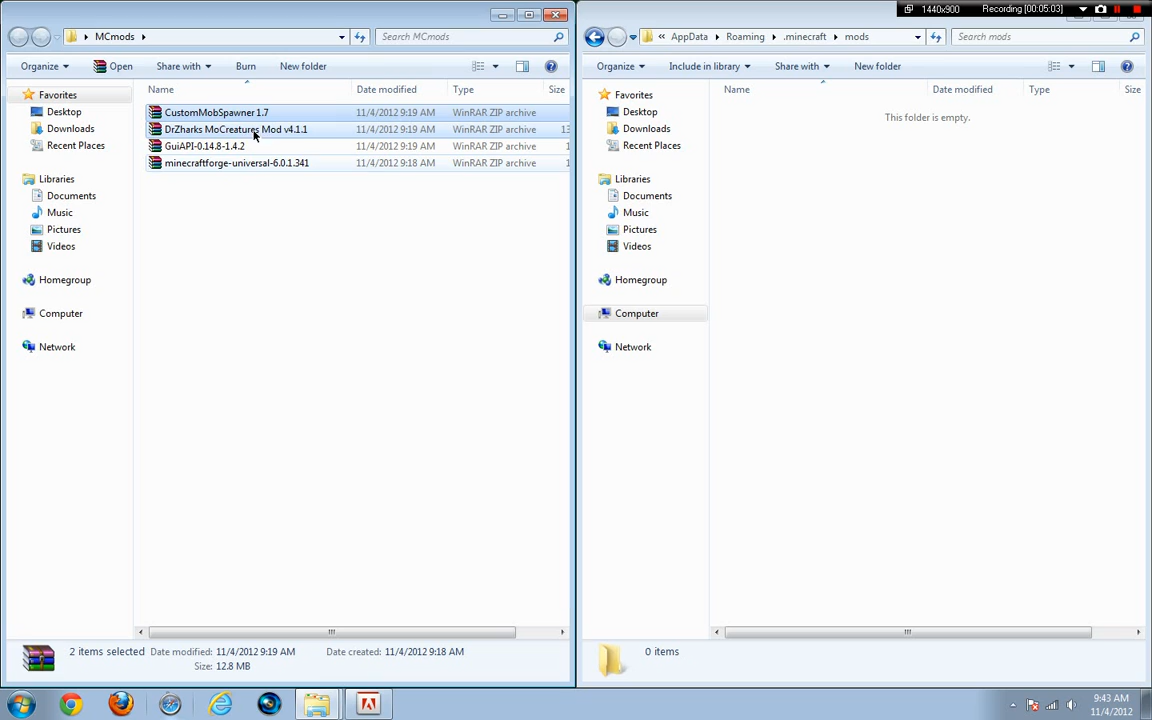 1440x900 Recording [00:05:03]
MCmods
Search MCmods
AppData Roaming .minecraft mods
Search mods
Organize Open Share with Burn New folder
Organize Include in library Share with New folder
Name Date modified Type Size
Name Date modified Type Size
Favorites
Desktop
Downloads
Recent Places
Libraries
Documents
Music
Pictures
Videos
Homegroup
Computer
Network
CustomMobSpawner 1.7 11/4/2012 9:19 AM WinRAR ZIP archive
DrZharks MoCreatures Mod v4.1.1 11/4/2012 9:19 AM WinRAR ZIP archive 13
GuiAPI-0.14.8-1.4.2 11/4/2012 9:19 AM WinRAR ZIP archive 1
minecraftforge-universal-6.0.1.341 11/4/2012 9:18 AM WinRAR ZIP archive 1
Favorites
Desktop
Downloads
Recent Places
Libraries
Documents
Music
Pictures
Videos
Homegroup
Computer
Network
This folder is empty.
2 items selected Date modified: 11/4/2012 9:19 AM Date created: 11/4/2012 9:18 AM
Size: 12.8 MB
0 items
9:43 AM
11/4/2012